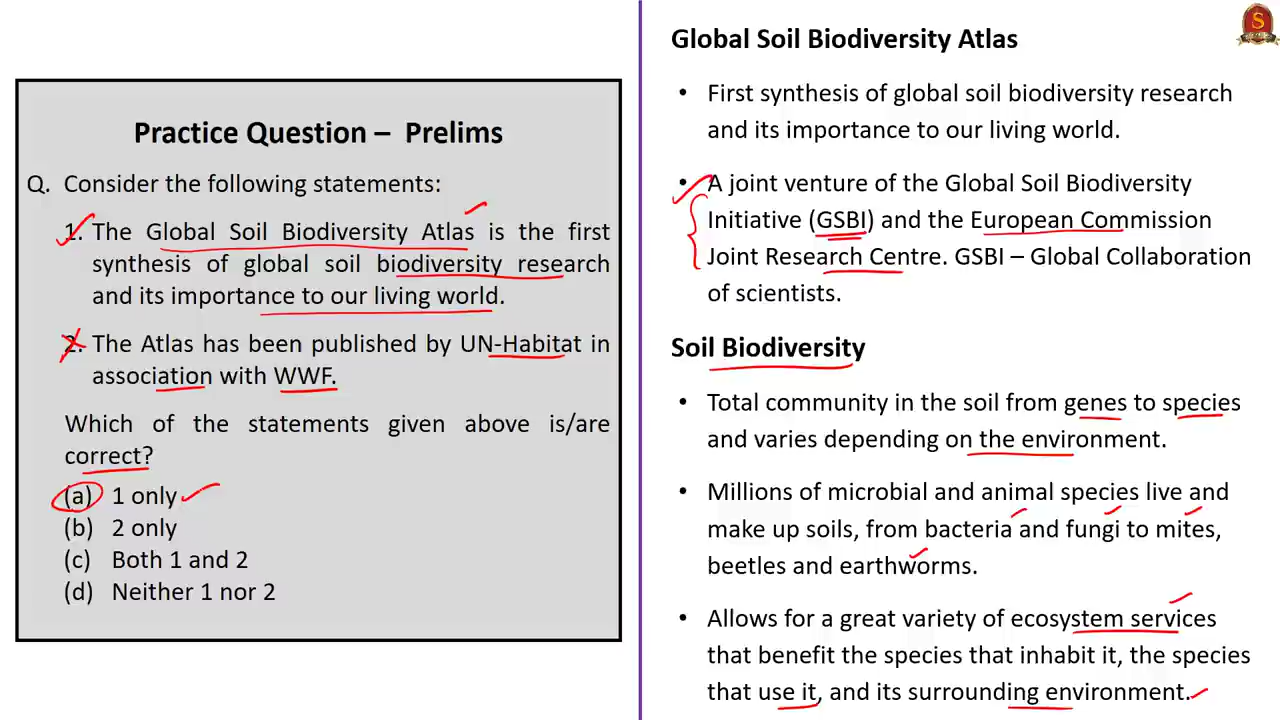 Practice Question – Prelims
Q. Consider the following statements:
1. The Global Soil Biodiversity Atlas is the first
synthesis of global soil biodiversity research
and its importance to our living world.
2. The Atlas has been published by UN-Habitat in
association with WWF.
Which of the statements given above is/are
correct?
(a) 1 only
(b) 2 only
(c) Both 1 and 2
(d) Neither 1 nor 2
Global Soil Biodiversity Atlas
• First synthesis of global soil biodiversity research
and its importance to our living world.
• A joint venture of the Global Soil Biodiversity
Initiative (GSBI) and the European Commission
Joint Research Centre. GSBI – Global Collaboration
of scientists.
Soil Biodiversity
• Total community in the soil from genes to species
and varies depending on the environment.
• Millions of microbial and animal species live and
make up soils, from bacteria and fungi to mites,
beetles and earthworms.
• Allows for a great variety of ecosystem services
that benefit the species that inhabit it, the species
that use it, and its surrounding environment.
S